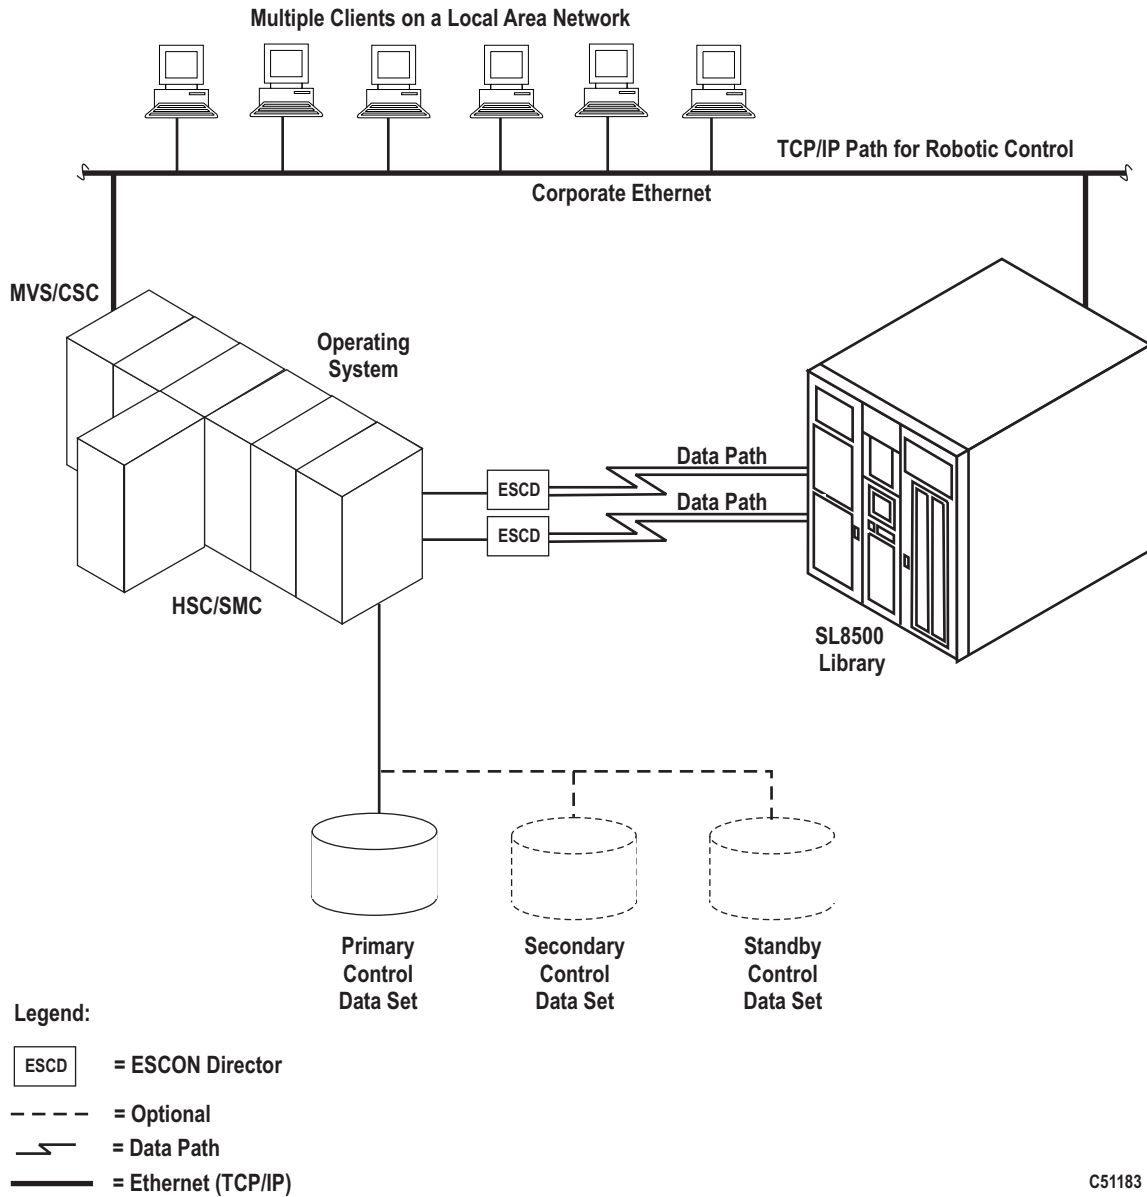 Multiple Clients on a Local Area Network
TCP/IP Path for Robotic Control
Corporate Ethernet
MVS/CSC
Operating
System
Data Path
ESCD
Data Path
ESCD
HSC/SMC
SL8500
Library
Primary
Control
Data Set
Secondary
Control
Data Set
Standby
Control
Data Set
Legend:
ESCD = ESCON Director
= Optional
= Data Path
= Ethernet (TCP/IP)
C51183